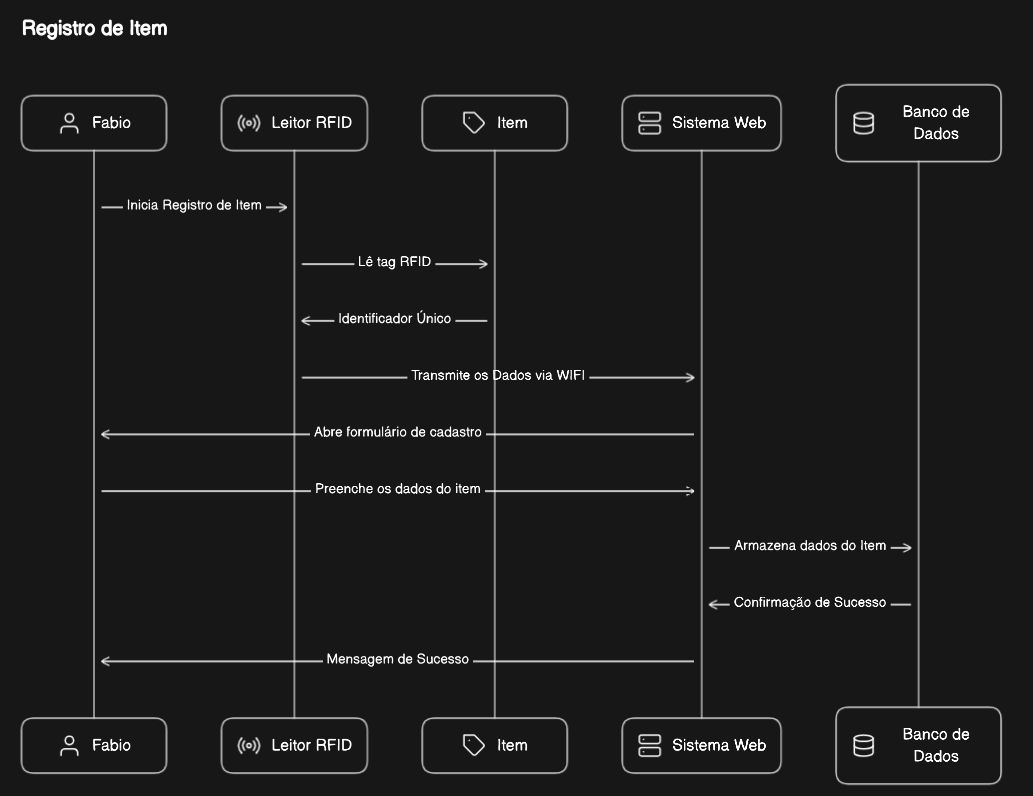 Registro de Item
Fabio
Leitor RFID
Item
Sistema Web
Banco de
Dados
Inicia Registro de Item
Lê tag RFID
Identificador Único
Transmite os Dados via WIFI
Abre formulário de cadastro
Preenche os dados do item
Armazena dados do Item
Confirmação de Sucesso
Mensagem de Sucesso
Fabio
Leitor RFID
Item
Sistema Web
Banco de
Dados